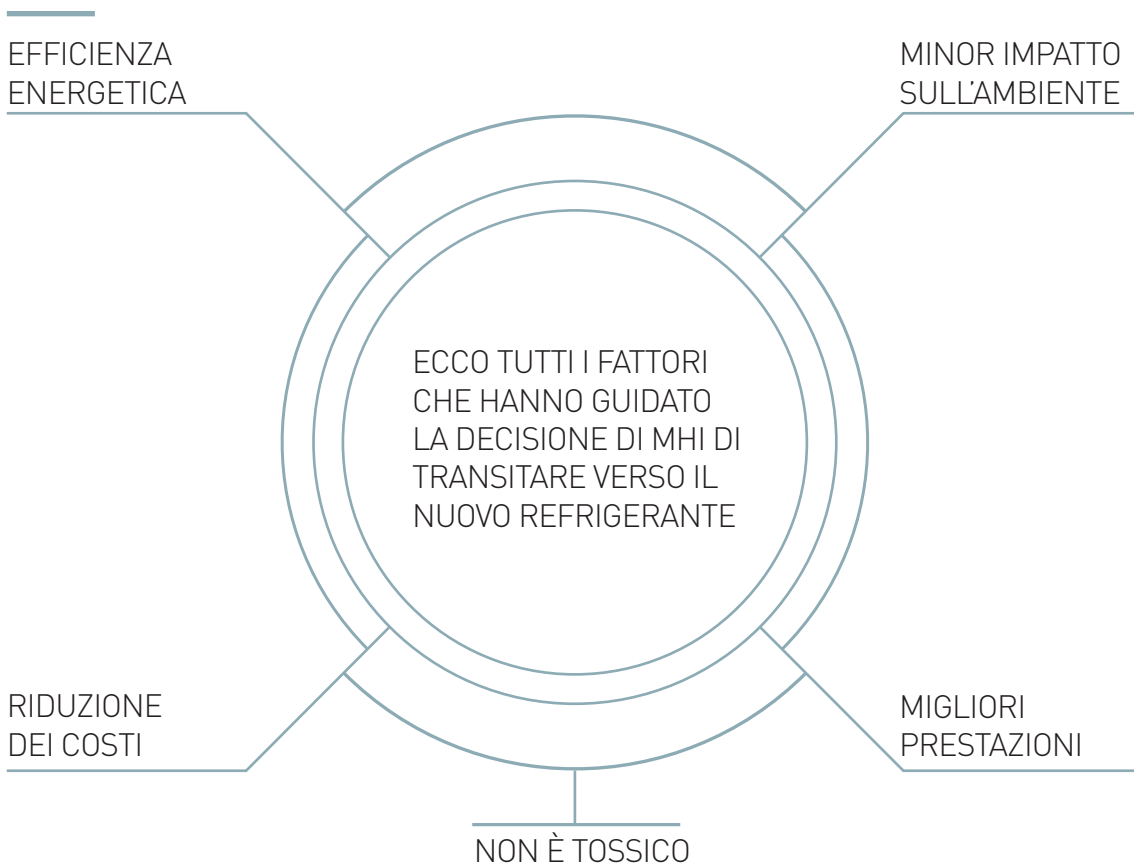 EFFICIENZA
ENERGETICA
MINOR IMPATTO
SULL'AMBIENTE
ECCO TUTTI I FATTORI
CHE HANNO GUIDATO
LA DECISIONE DI MHI DI
TRANSITARE VERSO IL
NUOVO REFRIGERANTE
RIDUZIONE
DEI COSTI
MIGLIORI
PRESTAZIONI
NON È TOSSICO